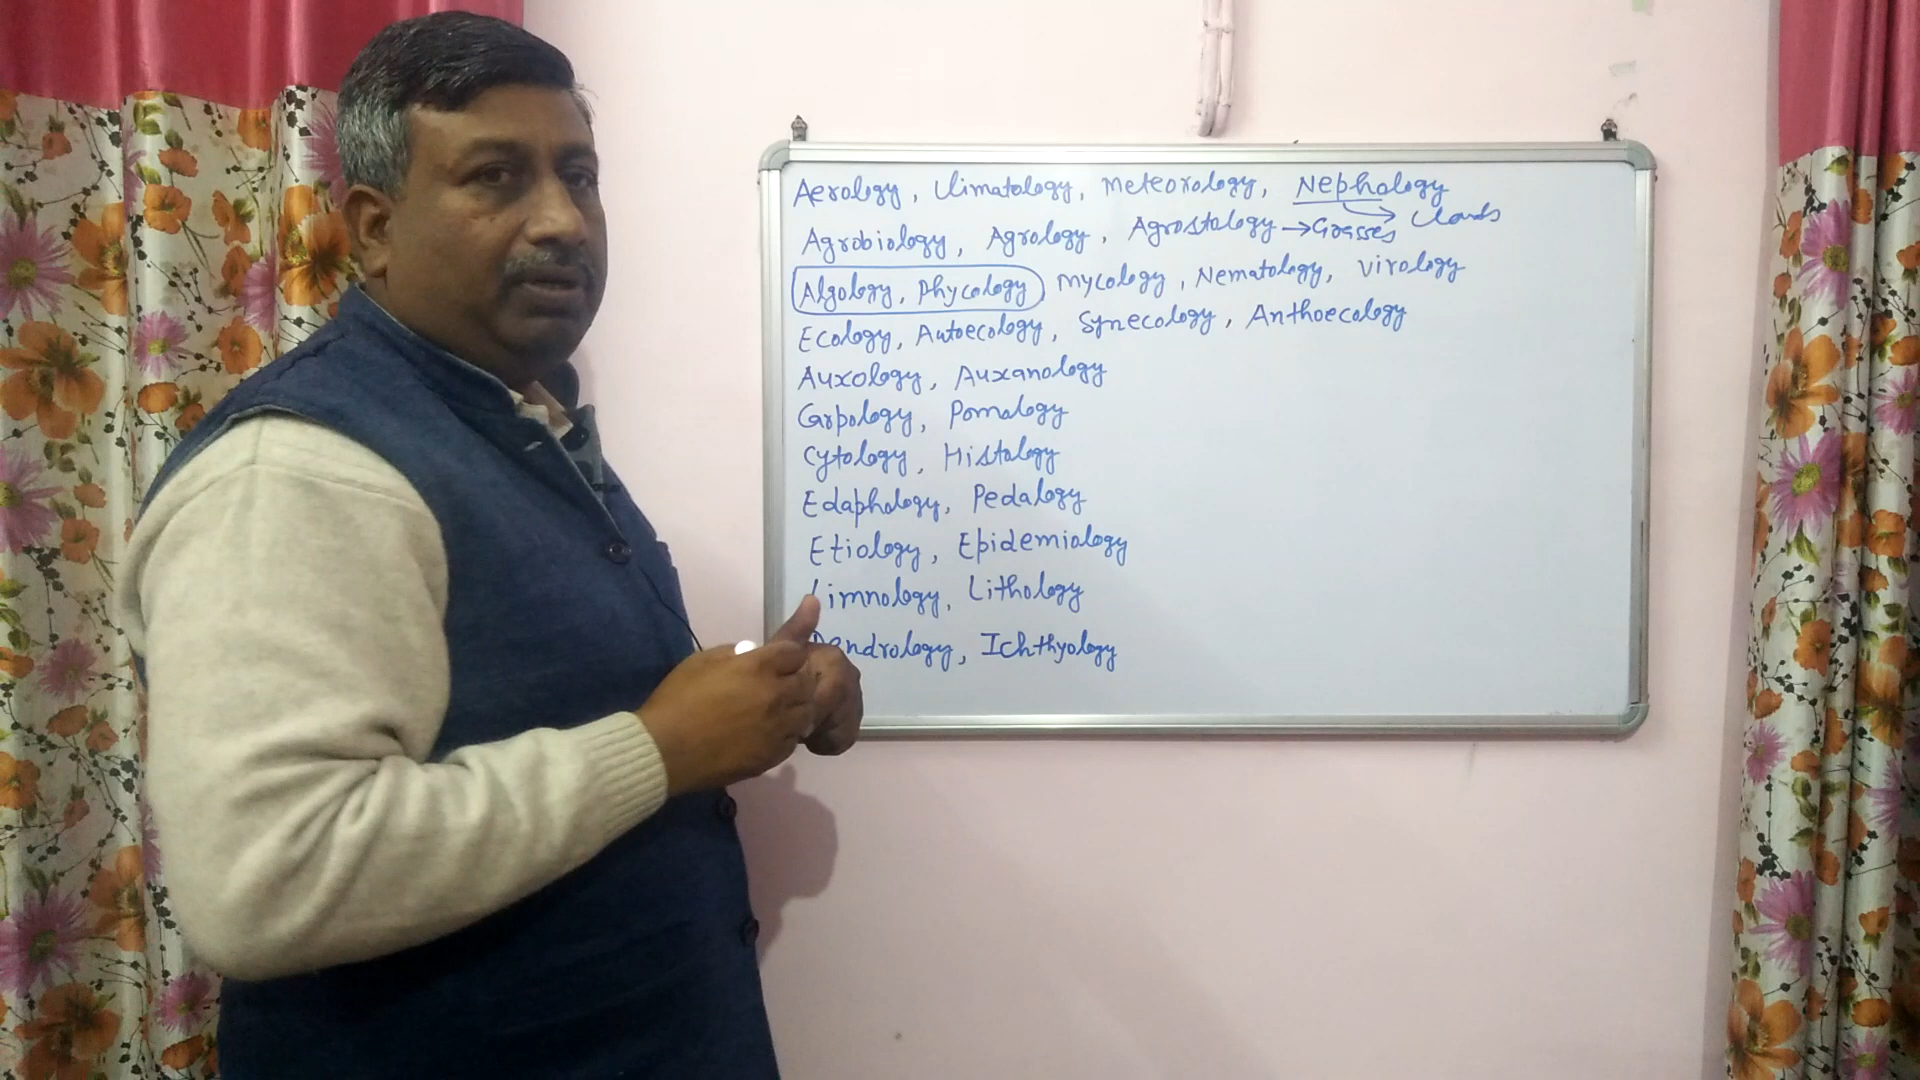 Aerology, Climatology, Meteorology, Nephology
→ Clouds
Agrobiology, Agrology, Agrostology → Grasses
Algology, Phycology Mycology, Nematology, Virology
Ecology, Autoecology, Synecology, Anthoecology
Auxology, Auxanology
Carpology, Pomology
Cytology, Histology
Edaphology, Pedalogy
Etiology, Epidemiology
Limnology, Lithology
Dendrology, Ichthyology